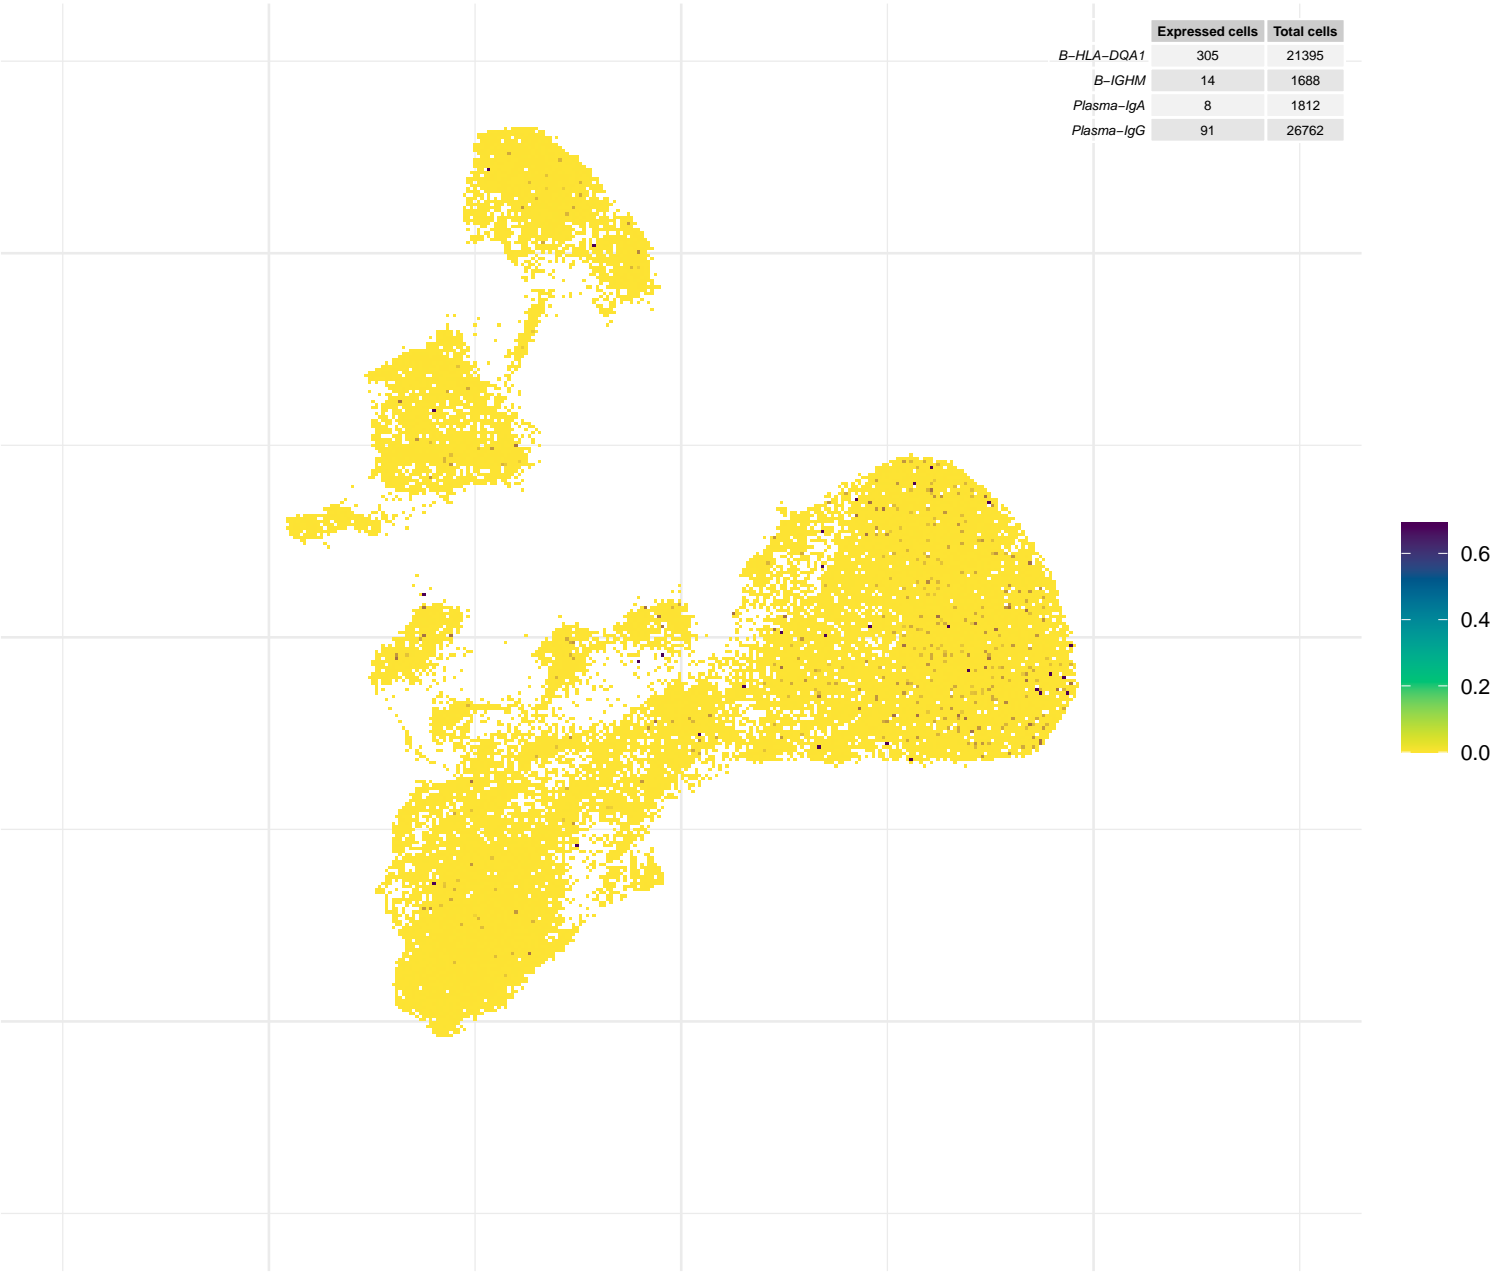 Expressed cells Total cells
B−HLA−DQA1 305 21395
B−IGHM 14 1688
Plasma−IgA 8 1812
Plasma−IgG 91 26762
0.6
0.4
0.2
0.0